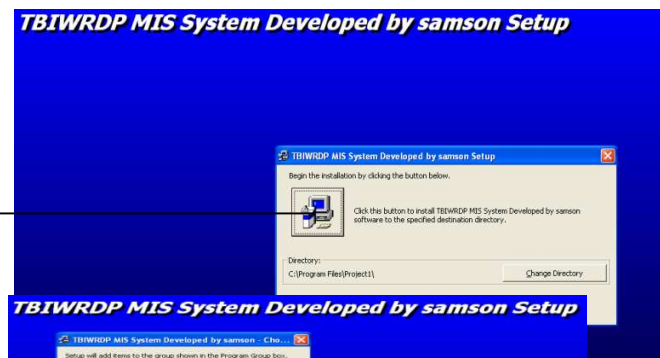 TBIWRDP MIS System Developed by samson Setup
TBIWRDP MIS System Developed by samson Setup
Begin the installation by clicking the button below.
Click this button to install TBIWRDP MIS System Developed by samson
software to the specified destination directory.
Directory:
C:\Program Files\Project1\
Change Directory
TBIWRDP MIS System Developed by samson Setup
TBIWRDP MIS System Developed by samson - Cho...
Setup will add items to the group shown in the Program Group box.